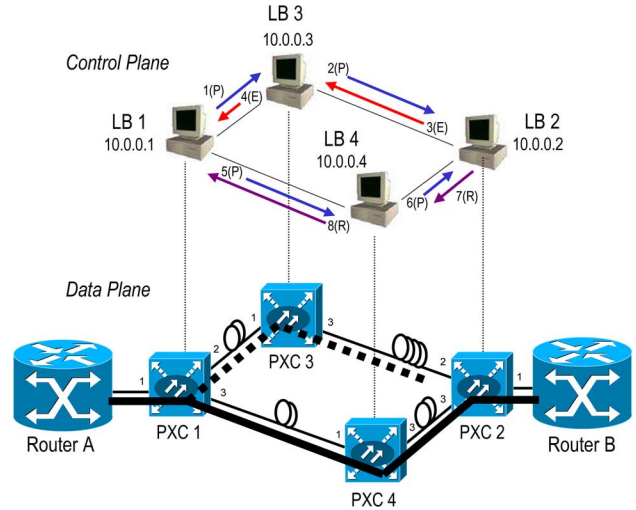 LB 3
10.0.0.3
Control Plane
1(P)
2(P)
4(E)
3(E)
LB 1
10.0.0.1
LB 4
10.0.0.4
LB 2
10.0.0.2
5(P)
6(P)
7(R)
8(R)
Data Plane
1
3
PXC 3
2
2
1
3
1
3
3
1
Router A
PXC 1
PXC 2
Router B
PXC 4